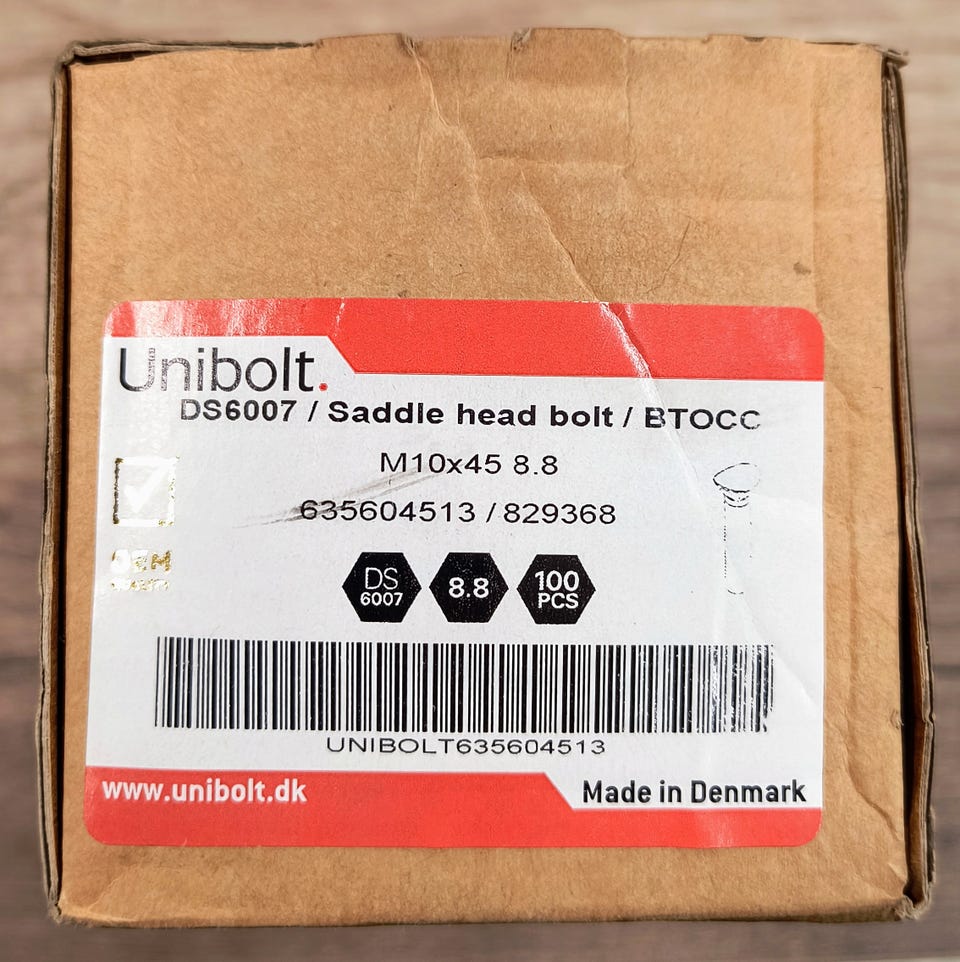 Unibolt.
DS6007 / Saddle head bolt / BTOCC
M10x45 8.8
635604513 / 829368
OEM
DS
6007
8.8
100
PCS
UNIBOLT635604513
www.unibolt.dk
Made in Denmark